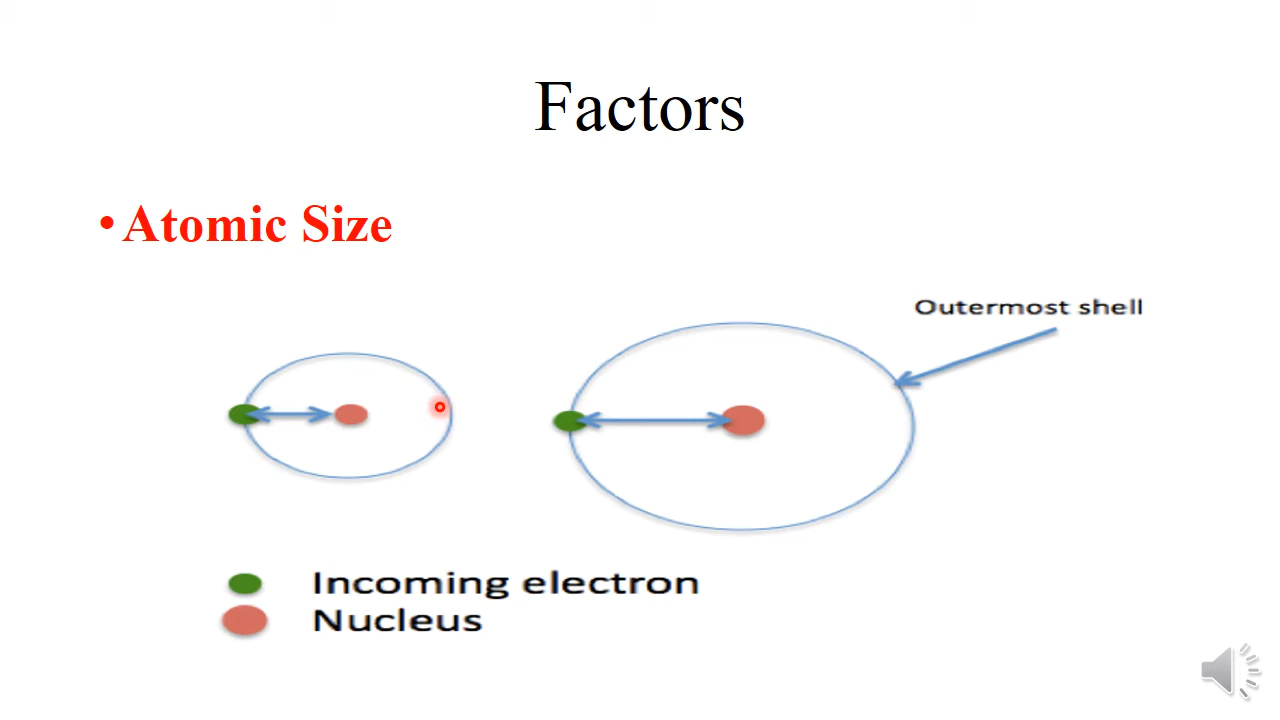 Factors
• Atomic Size
Outermost shell
Incoming electron
Nucleus